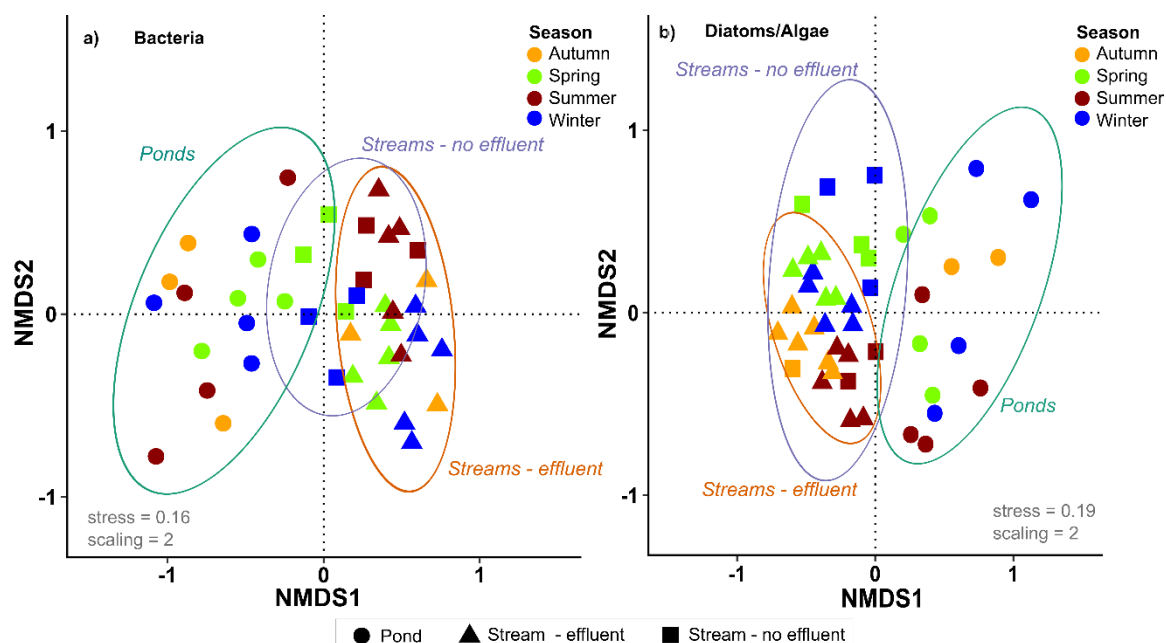 a) Bacteria
Season
Autumn
Spring
Summer
Winter
Ponds
Streams - no effluent
Streams - effluent
NMDS2
1
0
-1
stress = 0.16
scaling = 2
-1
0
1
NMDS1
b) Diatoms/Algae
Season
Autumn
Spring
Summer
Winter
Streams - no effluent
Ponds
Streams - effluent
NMDS2
1
0
-1
stress = 0.19
scaling = 2
-1
0
1
NMDS1
Pond Stream - effluent Stream - no effluent